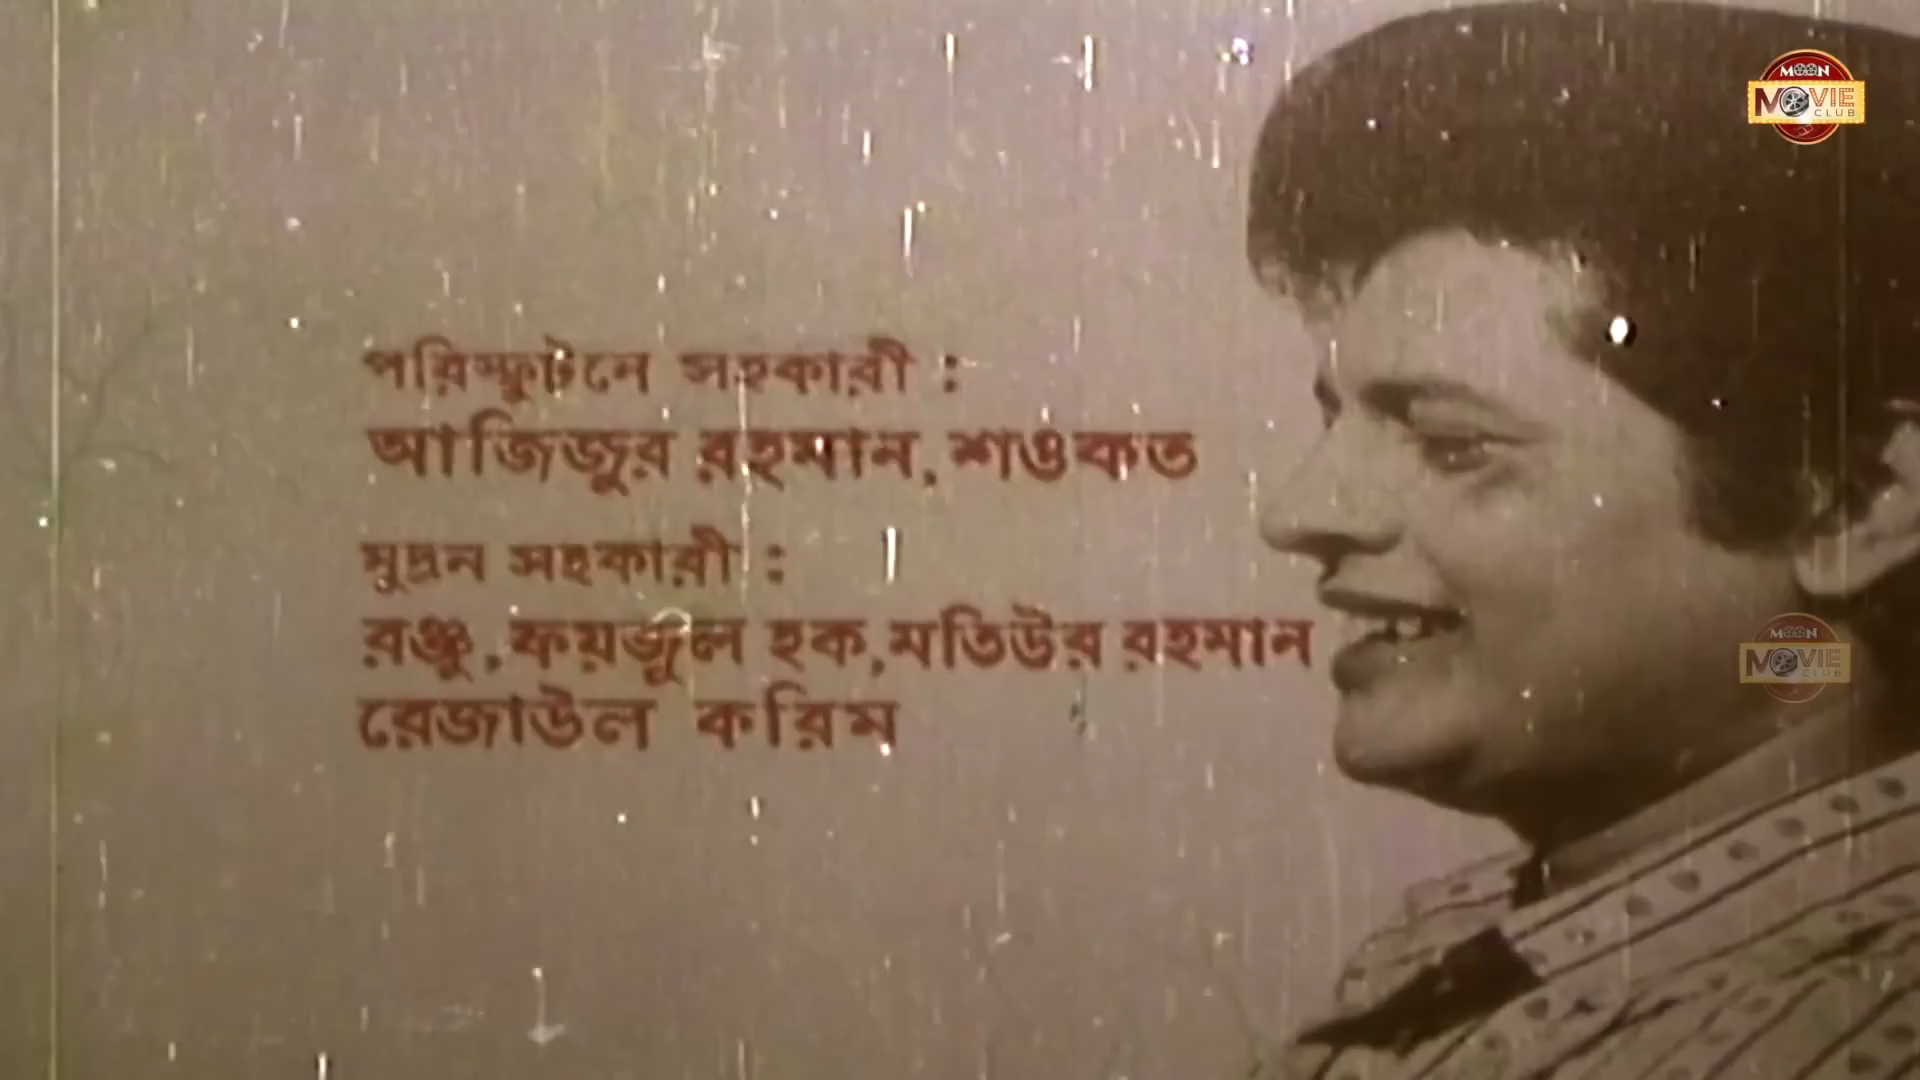 পরিস্ফুটনে সহকারী :
আজিজুর রহমান, শওকত
মুদ্রন সহকারী :
রঞ্জু, ফয়জুল হক, মতিউর রহমান
রেজাউল করিম
MOON
MOVIE
CLUB
MOON
MOVIE
CLUB